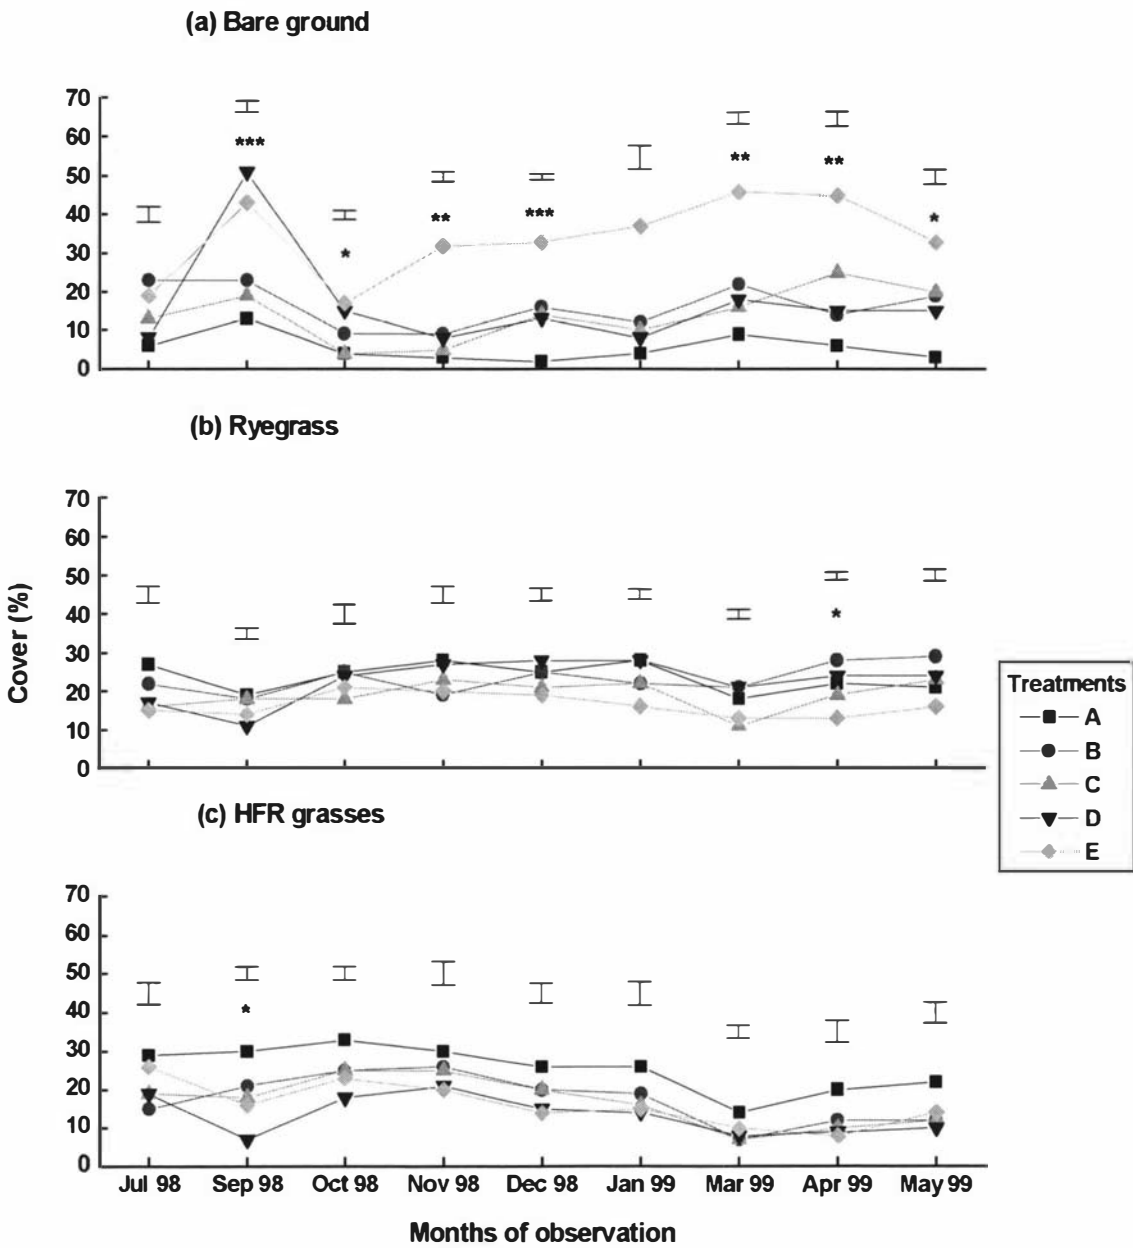 (a) Bare ground
70
60
50
40
30
20
10
0
***
*
**
***
**
**
*
(b) Ryegrass
70
60
50
40
30
20
10
0
*
Cover (%)
Treatments
A
B
C
D
E
(c) HFR grasses
70
60
50
40
30
20
10
0
*
Jul 98 Sep 98 Oct 98 Nov 98 Dec 98 Jan 99 Mar 99 Apr 99 May 99
Months of observation